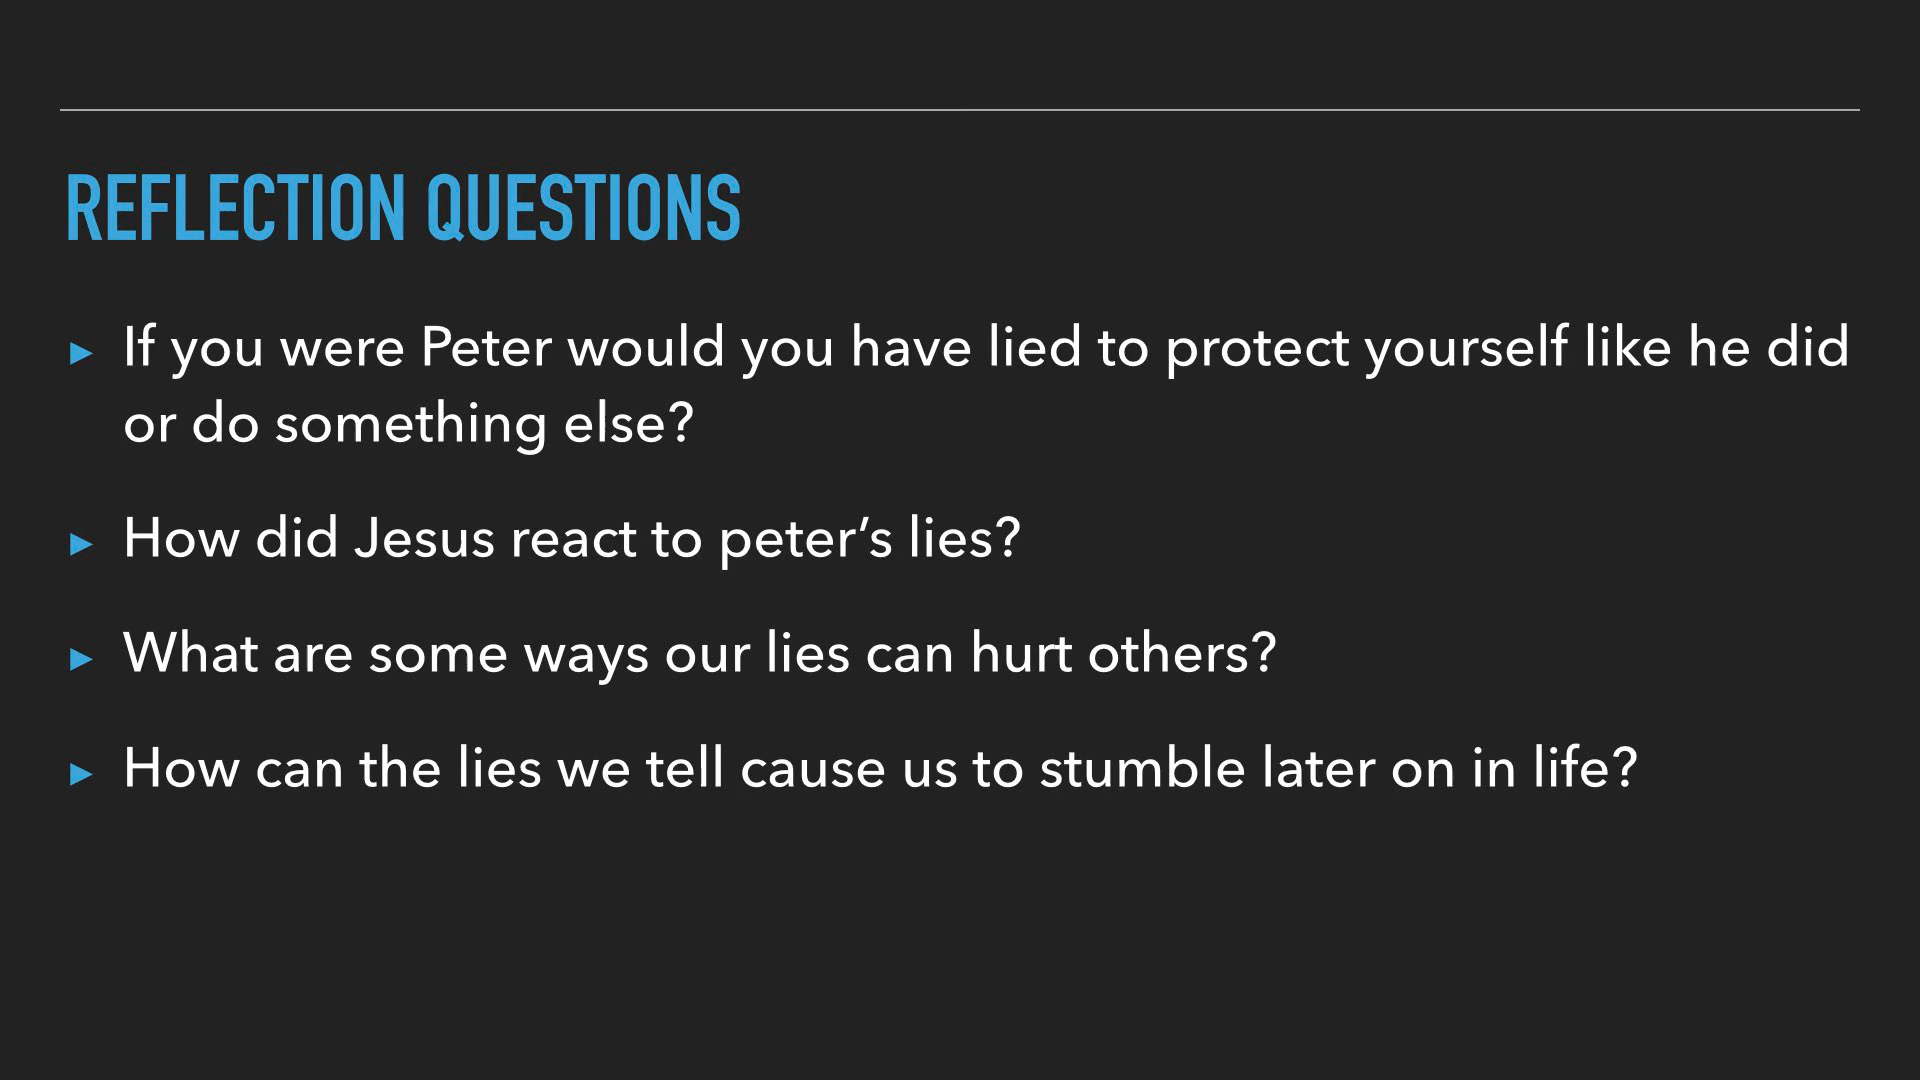 REFLECTION QUESTIONS
▸ If you were Peter would you have lied to protect yourself like he did
or do something else?
▸ How did Jesus react to peter’s lies?
▸ What are some ways our lies can hurt others?
▸ How can the lies we tell cause us to stumble later on in life?